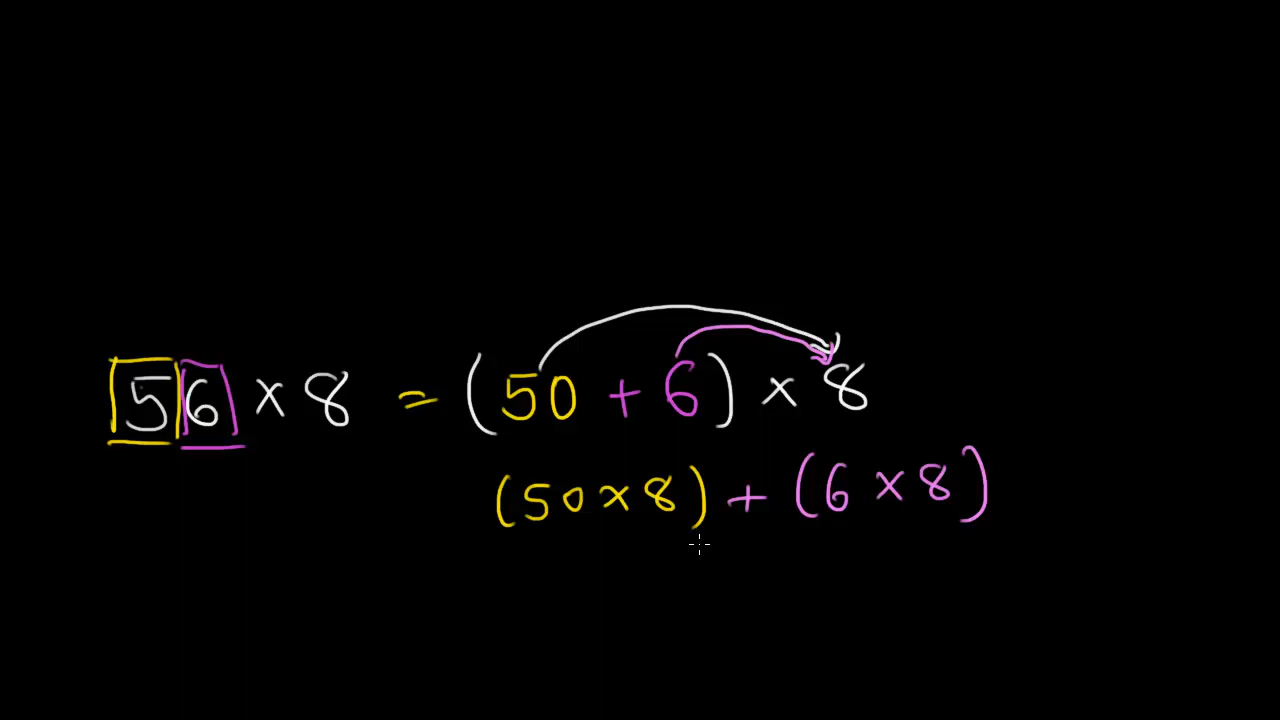 56 × 8 = (50 + 6) × 8
(50 × 8) + (6 × 8)